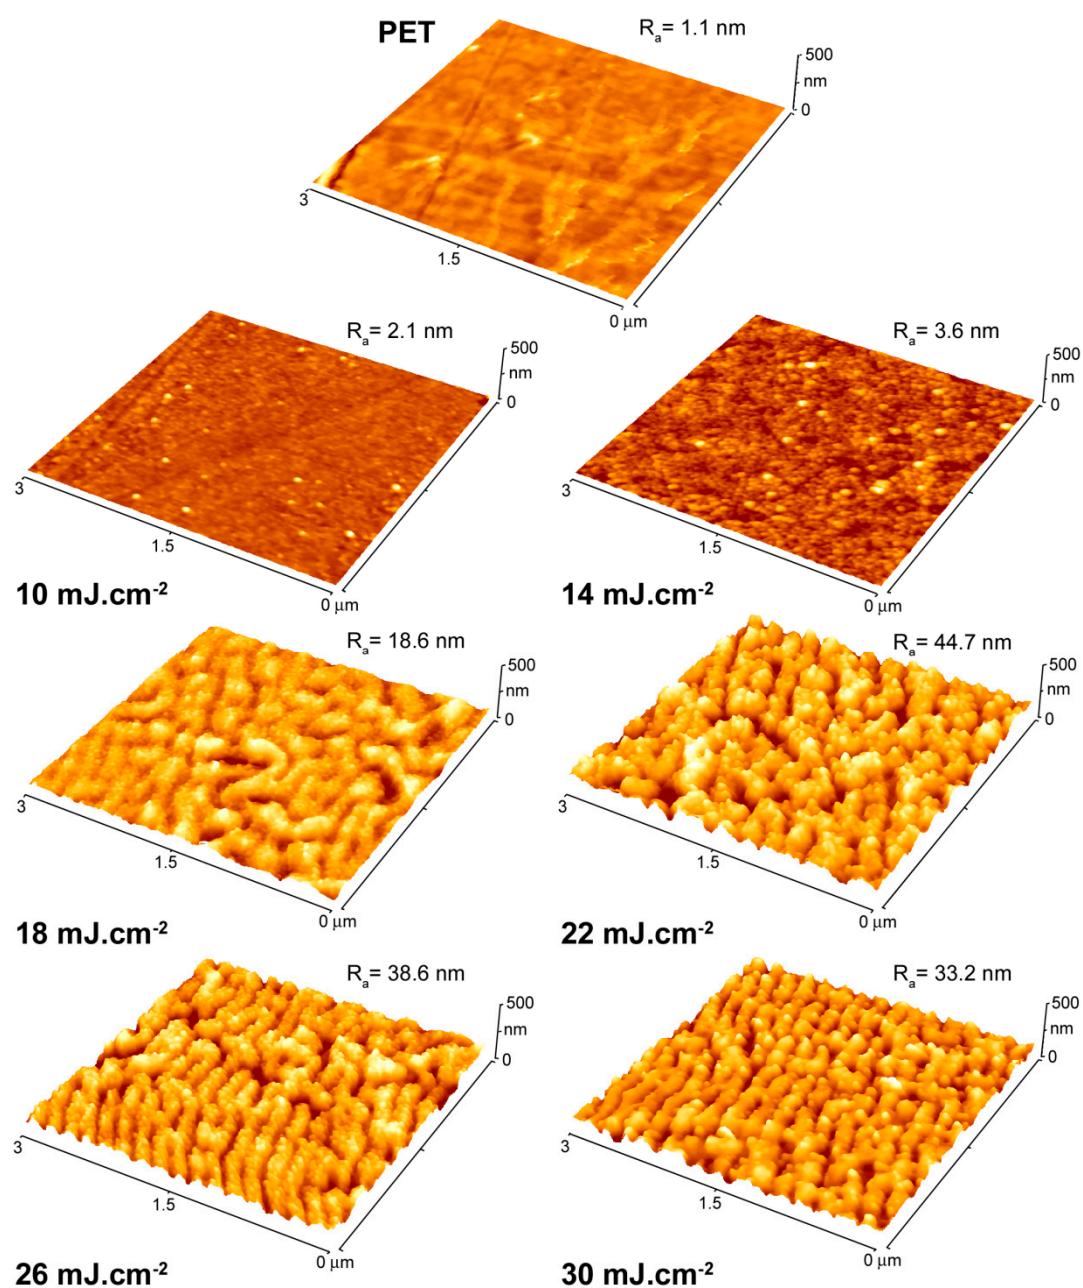 PET
Rₐ= 1.1 nm
500
nm
0
3
1.5
0 μm
Rₐ= 2.1 nm
500
nm
0
3
1.5
0 μm
10 mJ.cm⁻²
Rₐ= 3.6 nm
500
nm
0
3
1.5
0 μm
14 mJ.cm⁻²
Rₐ= 18.6 nm
500
nm
0
3
1.5
0 μm
18 mJ.cm⁻²
Rₐ= 44.7 nm
500
nm
0
3
1.5
0 μm
22 mJ.cm⁻²
Rₐ= 38.6 nm
500
nm
0
3
1.5
0 μm
26 mJ.cm⁻²
Rₐ= 33.2 nm
500
nm
0
3
1.5
0 μm
30 mJ.cm⁻²